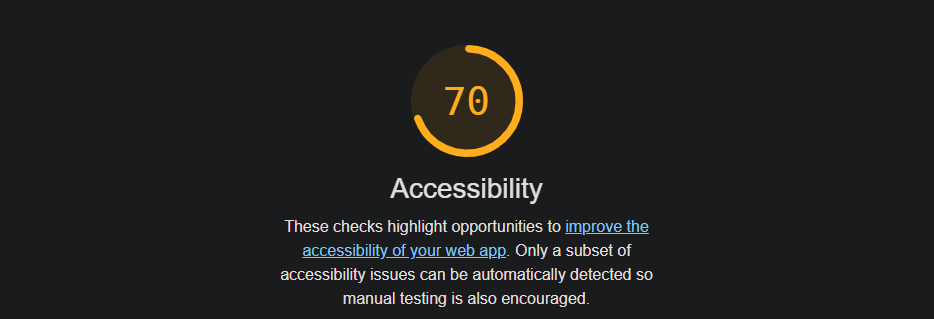 70
Accessibility
These checks highlight opportunities to improve the
accessibility of your web app. Only a subset of
accessibility issues can be automatically detected so
manual testing is also encouraged.